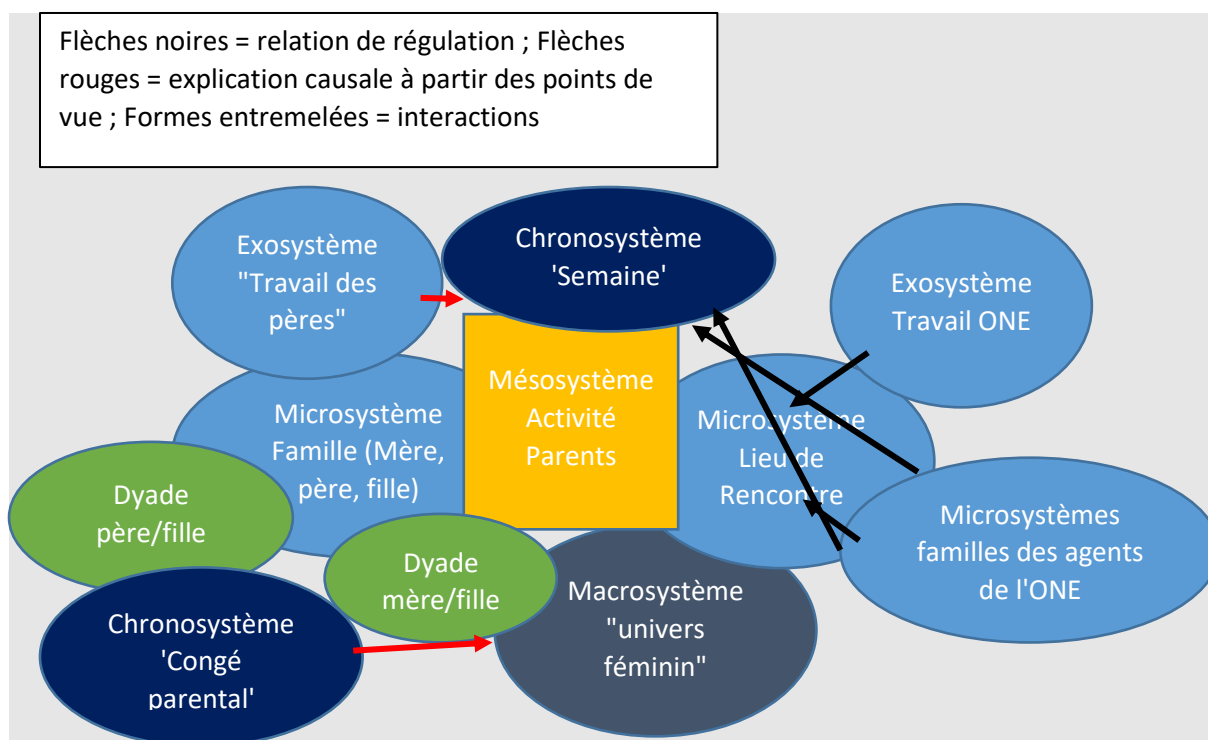 Flèches noires = relation de régulation ; Flèches
rouges = explication causale à partir des points de
vue ; Formes entremelées = interactions
Exosystème
"Travail des
pères"
Chronosystème
'Semaine'
Exosystème
Travail ONE
Microsystème
Famille (Mère,
père, fille)
Mésosystème
Activité
Parents
Microsystème
Lieu de
Rencontre
Dyade
père/fille
Dyade
mère/fille
Microsystèmes
familles des agents
de l'ONE
Chronosystème
'Congé
parental'
Macrosystème
"univers
féminin"